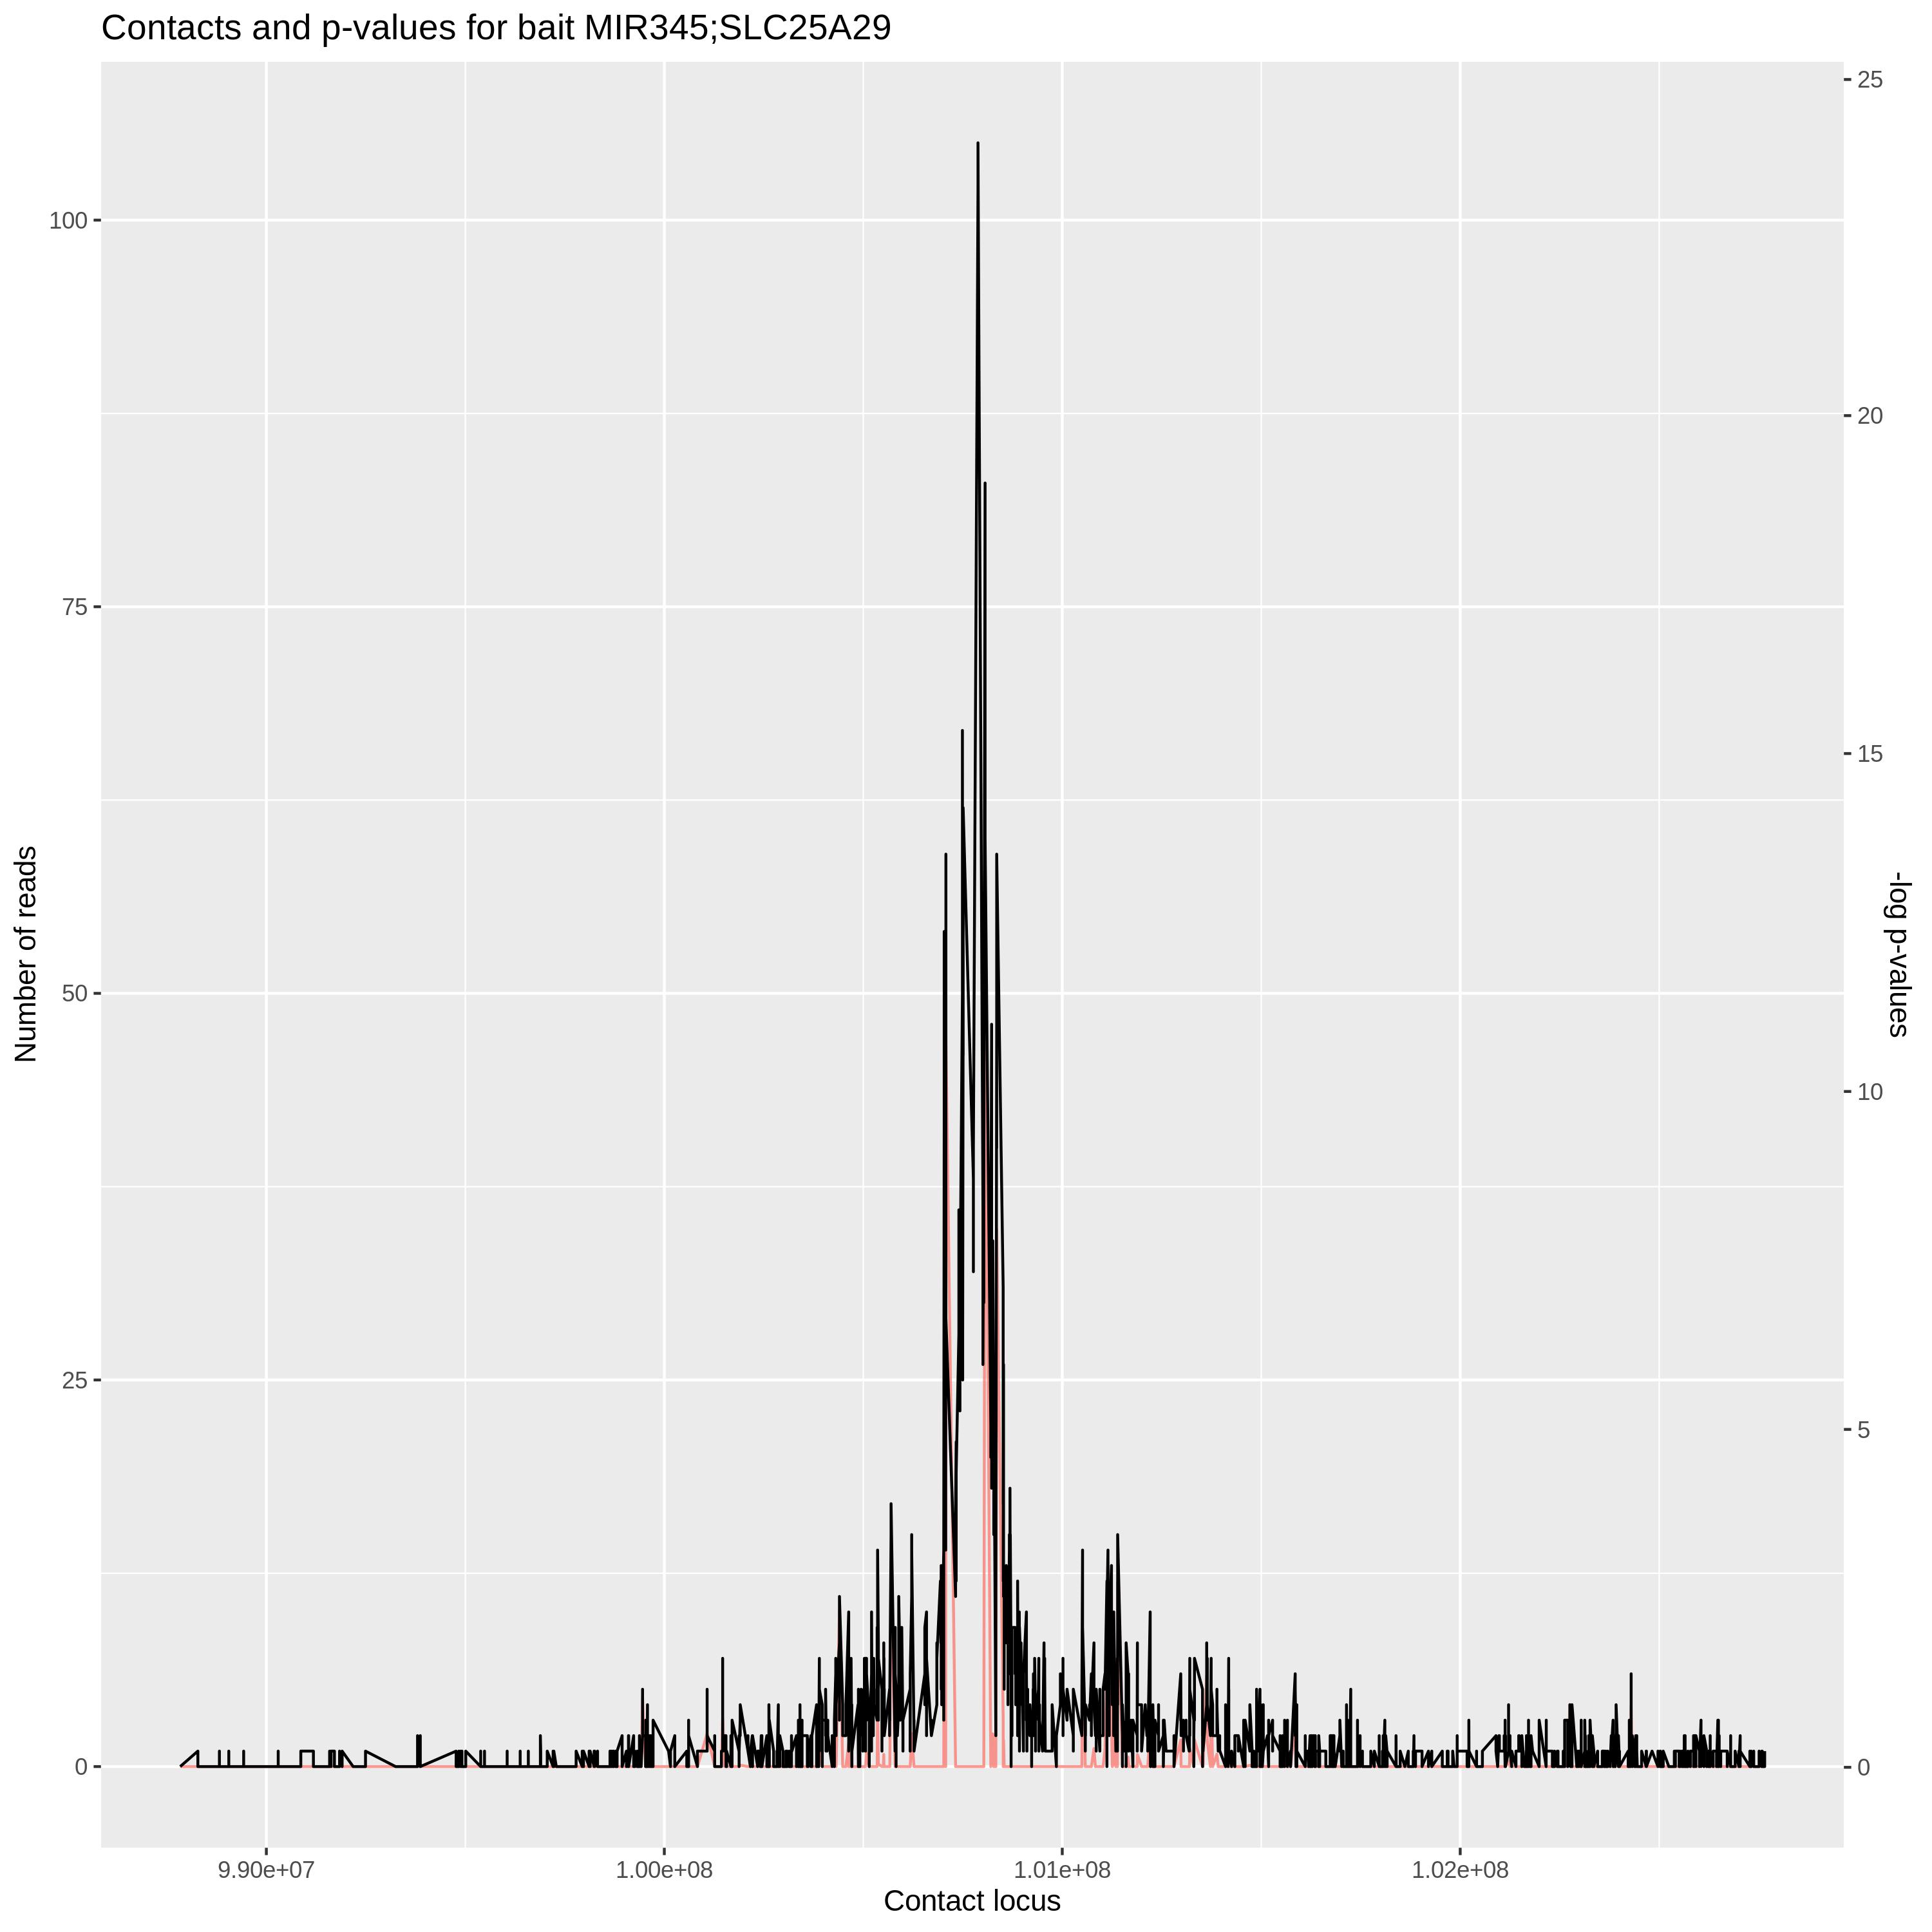 Contacts and p-values for bait MIR345;SLC25A29
100
75
50
25
0
Number of reads
25
20
15
10
5
0
-log p-values
9.90e+07
1.00e+08
1.01e+08
1.02e+08
Contact locus